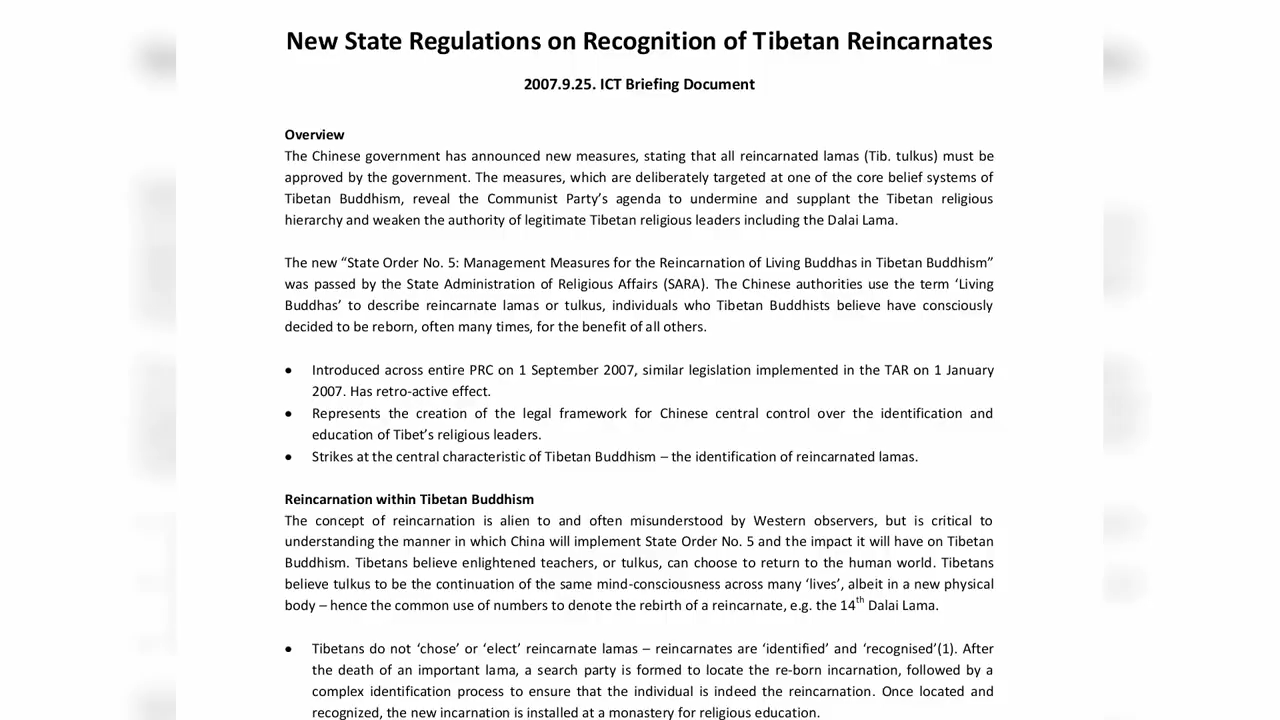 New State Regulations on Recognition of Tibetan Reincarnates
2007.9.25. ICT Briefing Document
Overview
The Chinese government has announced new measures, stating that all reincarnated lamas (Tib. tulkus) must be
approved by the government. The measures, which are deliberately targeted at one of the core belief systems of
Tibetan Buddhism, reveal the Communist Party’s agenda to undermine and supplant the Tibetan religious
hierarchy and weaken the authority of legitimate Tibetan religious leaders including the Dalai Lama.
The new “State Order No. 5: Management Measures for the Reincarnation of Living Buddhas in Tibetan Buddhism”
was passed by the State Administration of Religious Affairs (SARA). The Chinese authorities use the term ‘Living
Buddhas’ to describe reincarnate lamas or tulkus, individuals who Tibetan Buddhists believe have consciously
decided to be reborn, often many times, for the benefit of all others.
● Introduced across entire PRC on 1 September 2007, similar legislation implemented in the TAR on 1 January
2007. Has retro-active effect.
● Represents the creation of the legal framework for Chinese central control over the identification and
education of Tibet’s religious leaders.
● Strikes at the central characteristic of Tibetan Buddhism – the identification of reincarnated lamas.
Reincarnation within Tibetan Buddhism
The concept of reincarnation is alien to and often misunderstood by Western observers, but is critical to
understanding the manner in which China will implement State Order No. 5 and the impact it will have on Tibetan
Buddhism. Tibetans believe enlightened teachers, or tulkus, can choose to return to the human world. Tibetans
believe tulkus to be the continuation of the same mind-consciousness across many ‘lives’, albeit in a new physical
body – hence the common use of numbers to denote the rebirth of a reincarnate, e.g. the 14th Dalai Lama.
● Tibetans do not ‘chose’ or ‘elect’ reincarnate lamas – reincarnates are ‘identified’ and ‘recognised’(1). After
the death of an important lama, a search party is formed to locate the re-born incarnation, followed by a
complex identification process to ensure that the individual is indeed the reincarnation. Once located and
recognized, the new incarnation is installed at a monastery for religious education.